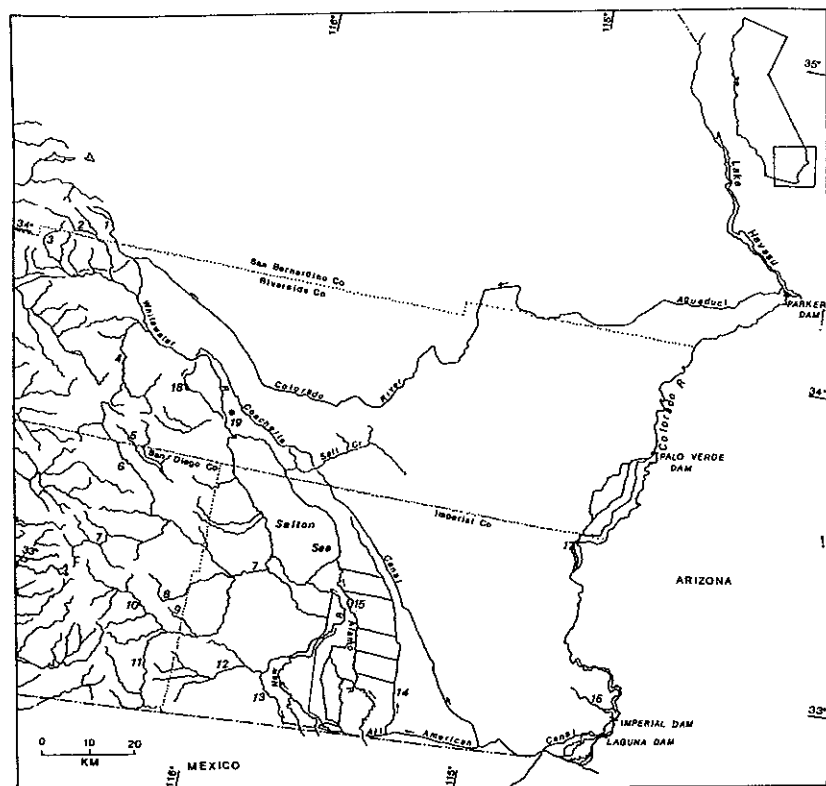 116°
115°
35°
Lake
Havasu
PARKER
DAM
34°
1
2
3
San Bernardino Co
Riverside Co
Aqueduct
Whitewater
R
Colorado
River
Colorado R
4
18
19
Coachella
Salt Cr
34°
5
6
San Diego Co
PALO VERDE
DAM
Imperial Co
17
Salton
Sea
Canal
33°
7
7
ARIZONA
8
9
10
15
R
Alamo
11
12
13
New
14
16
33°
IMPERIAL DAM
LAGUNA DAM
All
American
Canal
0 10 20
KM
MEXICO
116°
115°